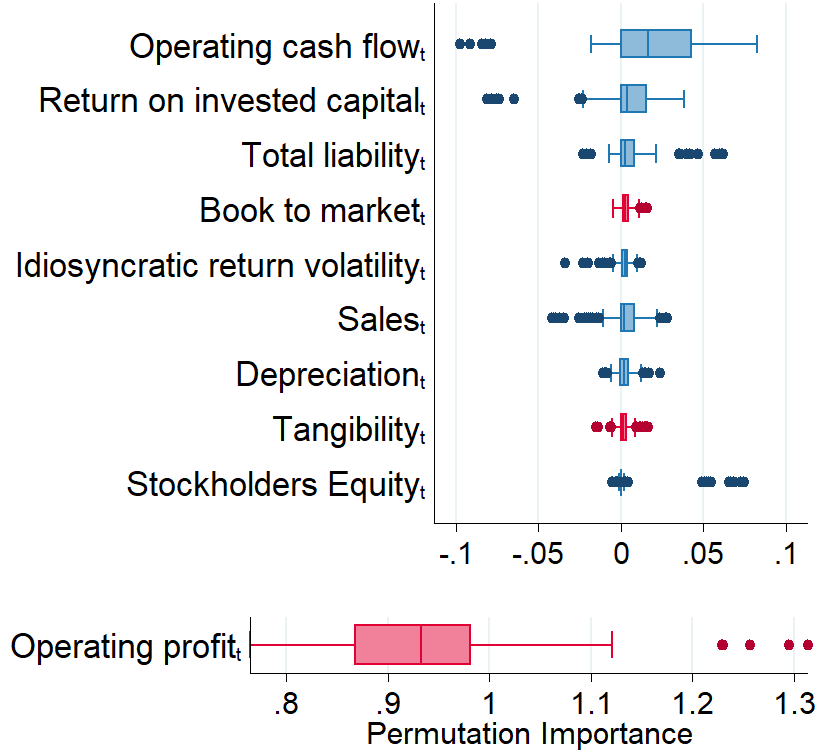 Operating cash flowt
Return on invested capitalt
Total liabilityt
Book to markett
Idiosyncratic return volatilityt
Salest
Depreciationt
Tangibilityt
Stockholders Equityt
-.1 -.05 0 .05 .1
Operating profitt
.8 .9 1 1.1 1.2 1.3
Permutation Importance